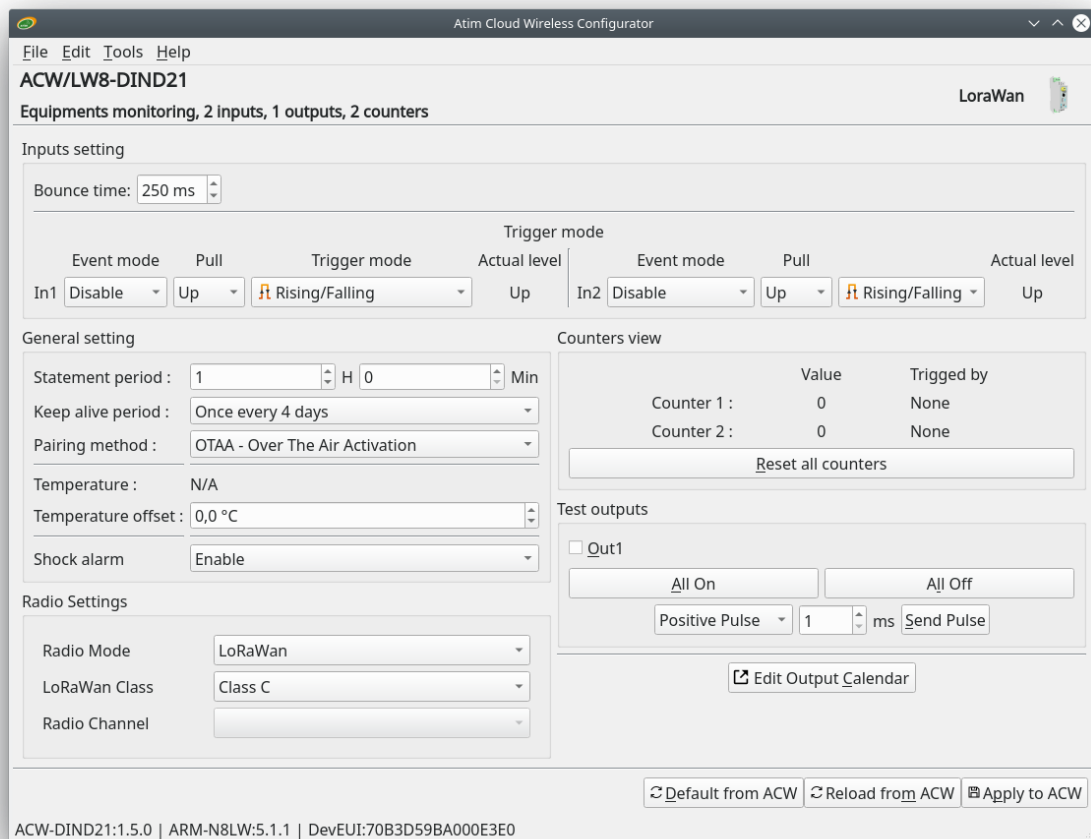 Atim Cloud Wireless Configurator
File Edit Tools Help
ACW/LW8-DIND21
Equipments monitoring, 2 inputs, 1 outputs, 2 counters
LoraWan
Inputs setting
Bounce time: 250 ms
Trigger mode
Event mode Pull Trigger mode Actual level Event mode Pull Actual level
In1 Disable Up Rising/Falling Up In2 Disable Up Rising/Falling Up
General setting
Statement period : 1 H 0 Min
Keep alive period : Once every 4 days
Pairing method : OTAA - Over The Air Activation
Temperature : N/A
Temperature offset : 0,0 °C
Shock alarm Enable
Radio Settings
Radio Mode LoRaWan
LoRaWan Class Class C
Radio Channel
Counters view
Value Trigged by
Counter 1 : 0 None
Counter 2 : 0 None
Reset all counters
Test outputs
Out1
All On All Off
Positive Pulse 1 ms Send Pulse
Edit Output Calendar
Default from ACW Reload from ACW Apply to ACW
ACW-DIND21:1.5.0 | ARM-N8LW:5.1.1 | DevEUI:70B3D59BA000E3E0